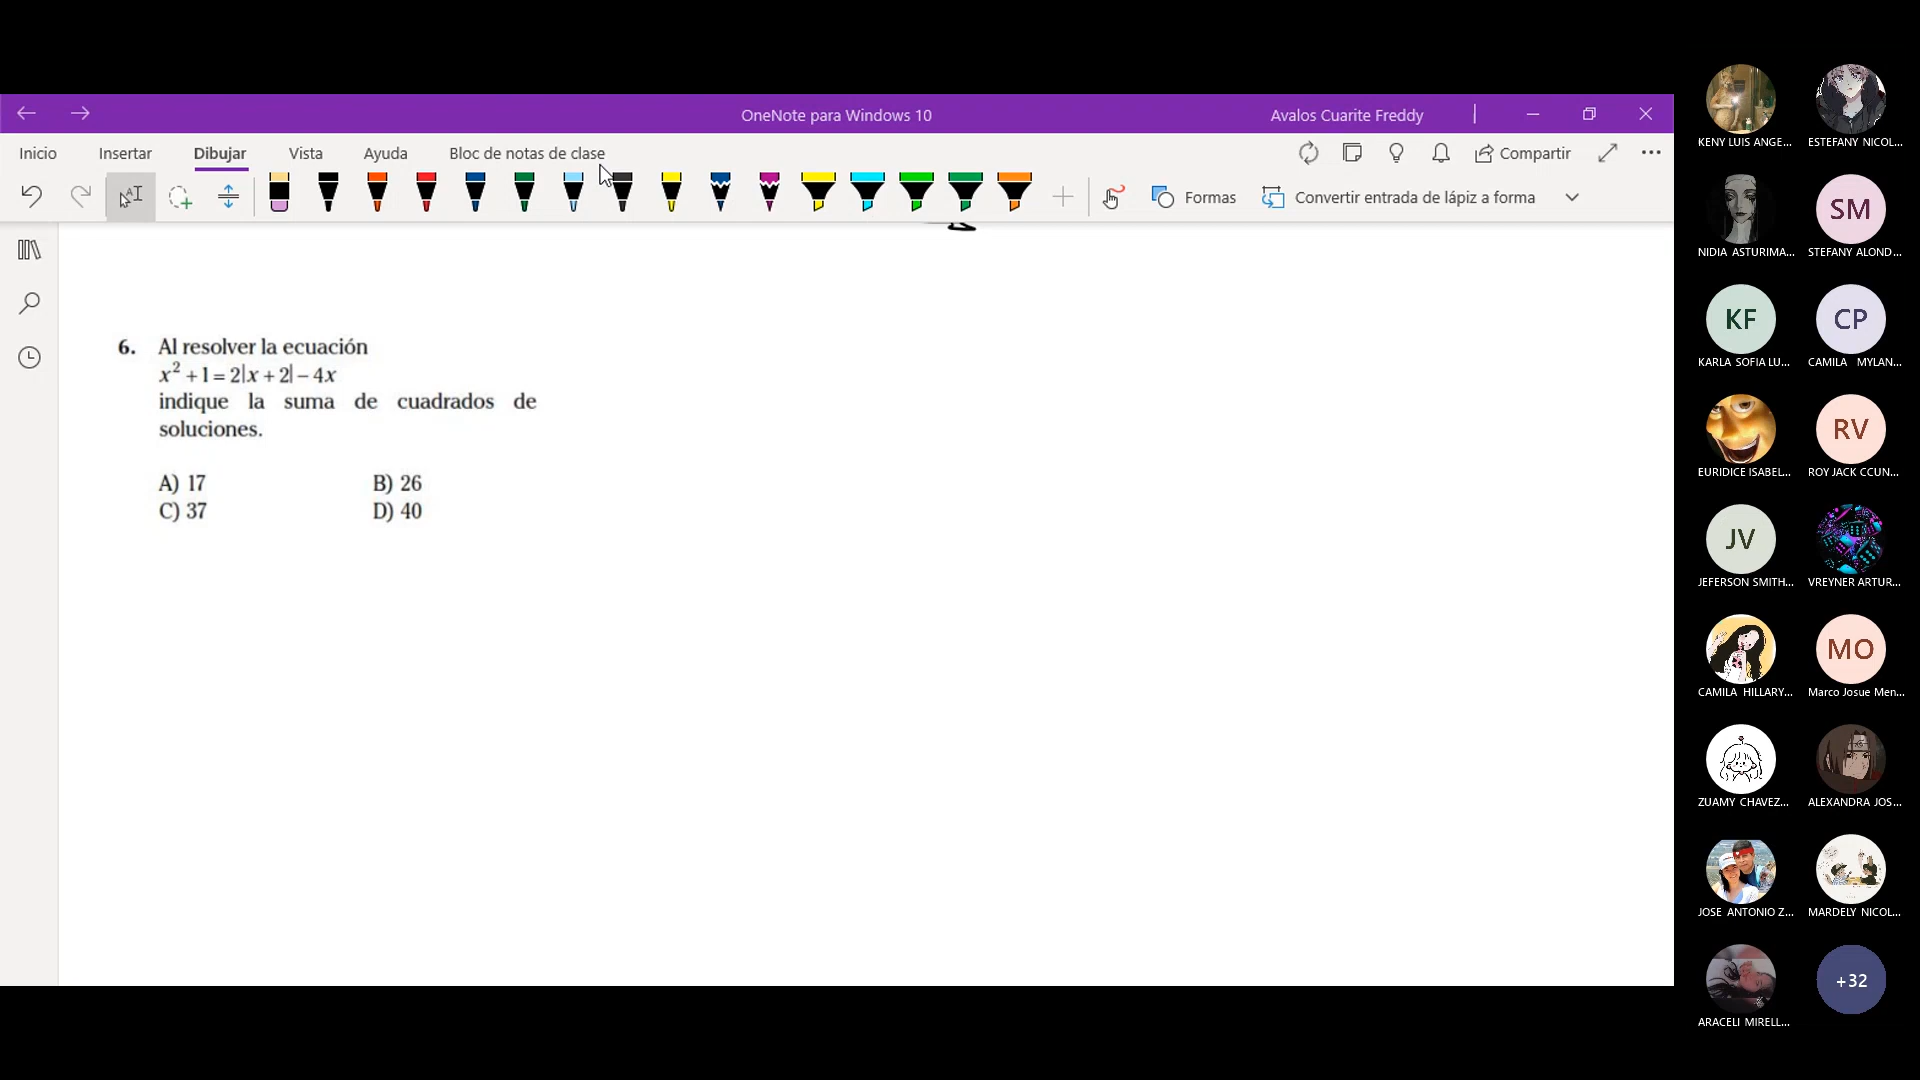 OneNote para Windows 10
Avalos Cuarite Freddy
Inicio
Insertar
Dibujar
Vista
Ayuda
Bloc de notas de clase
Compartir
Formas
Convertir entrada de lápiz a forma
6. Al resolver la ecuación
x² + 1 = 2|x + 2| − 4x
indique la suma de cuadrados de
soluciones.
A) 17 B) 26
C) 37 D) 40
KENY LUIS ANGE... ESTEFANY NICOL...
SM
NIDIA ASTURIMA... STEFANY ALOND...
KF CP
KARLA SOFIA LU... CAMILA MYLAN...
RV
EURIDICE ISABEL... ROY JACK CCUN...
JV
JEFERSON SMITH... VREYNER ARTUR...
MO
CAMILA HILLARY... Marco Josue Men...
ZUAMY CHAVEZ... ALEXANDRA JOS...
JOSE ANTONIO Z... MARDELY NICOL...
+32
ARACELI MIRELL...